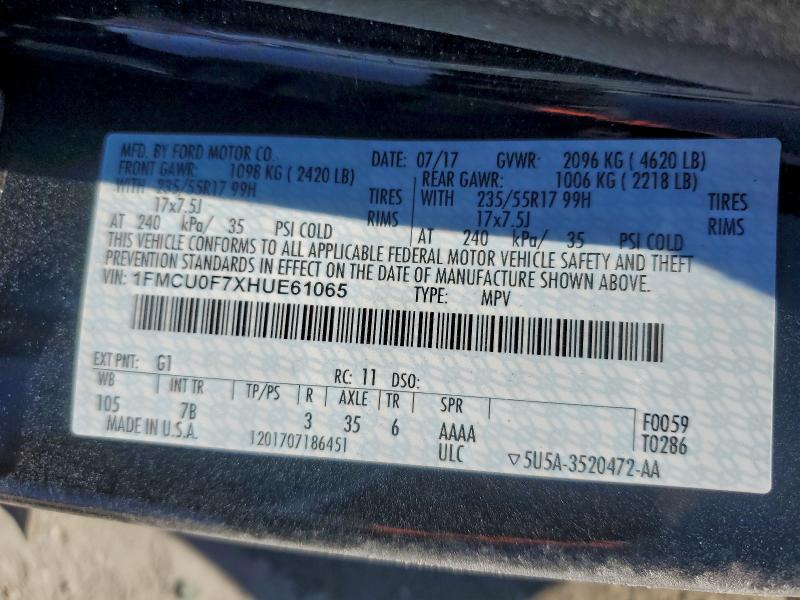 MFD. BY FORD MOTOR CO. DATE: 07/17 GVWR: 2096 KG ( 4620 LB)
FRONT GAWR: 1098 KG ( 2420 LB) REAR GAWR: 1006 KG ( 2218 LB)
WITH 235/55R17 99H TIRES WITH 235/55R17 99H TIRES
17x7.5J RIMS 17x7.5J RIMS
AT 240 kPa/ 35 PSI COLD AT 240 kPa/ 35 PSI COLD
THIS VEHICLE CONFORMS TO ALL APPLICABLE FEDERAL MOTOR VEHICLE SAFETY AND THEFT
PREVENTION STANDARDS IN EFFECT ON THE DATE OF MANUFACTURE SHOWN ABOVE.
VIN: 1FMCU0F7XHUE61065 TYPE: MPV
EXT PNT: G1 RC: 11 DSO:
WB INT TR TP/PS R AXLE TR SPR
105 7B 3 35 6 AAAA F0059
MADE IN U.S.A. 1201707186451 ULC T0286
▽5U5A-3520472-AA